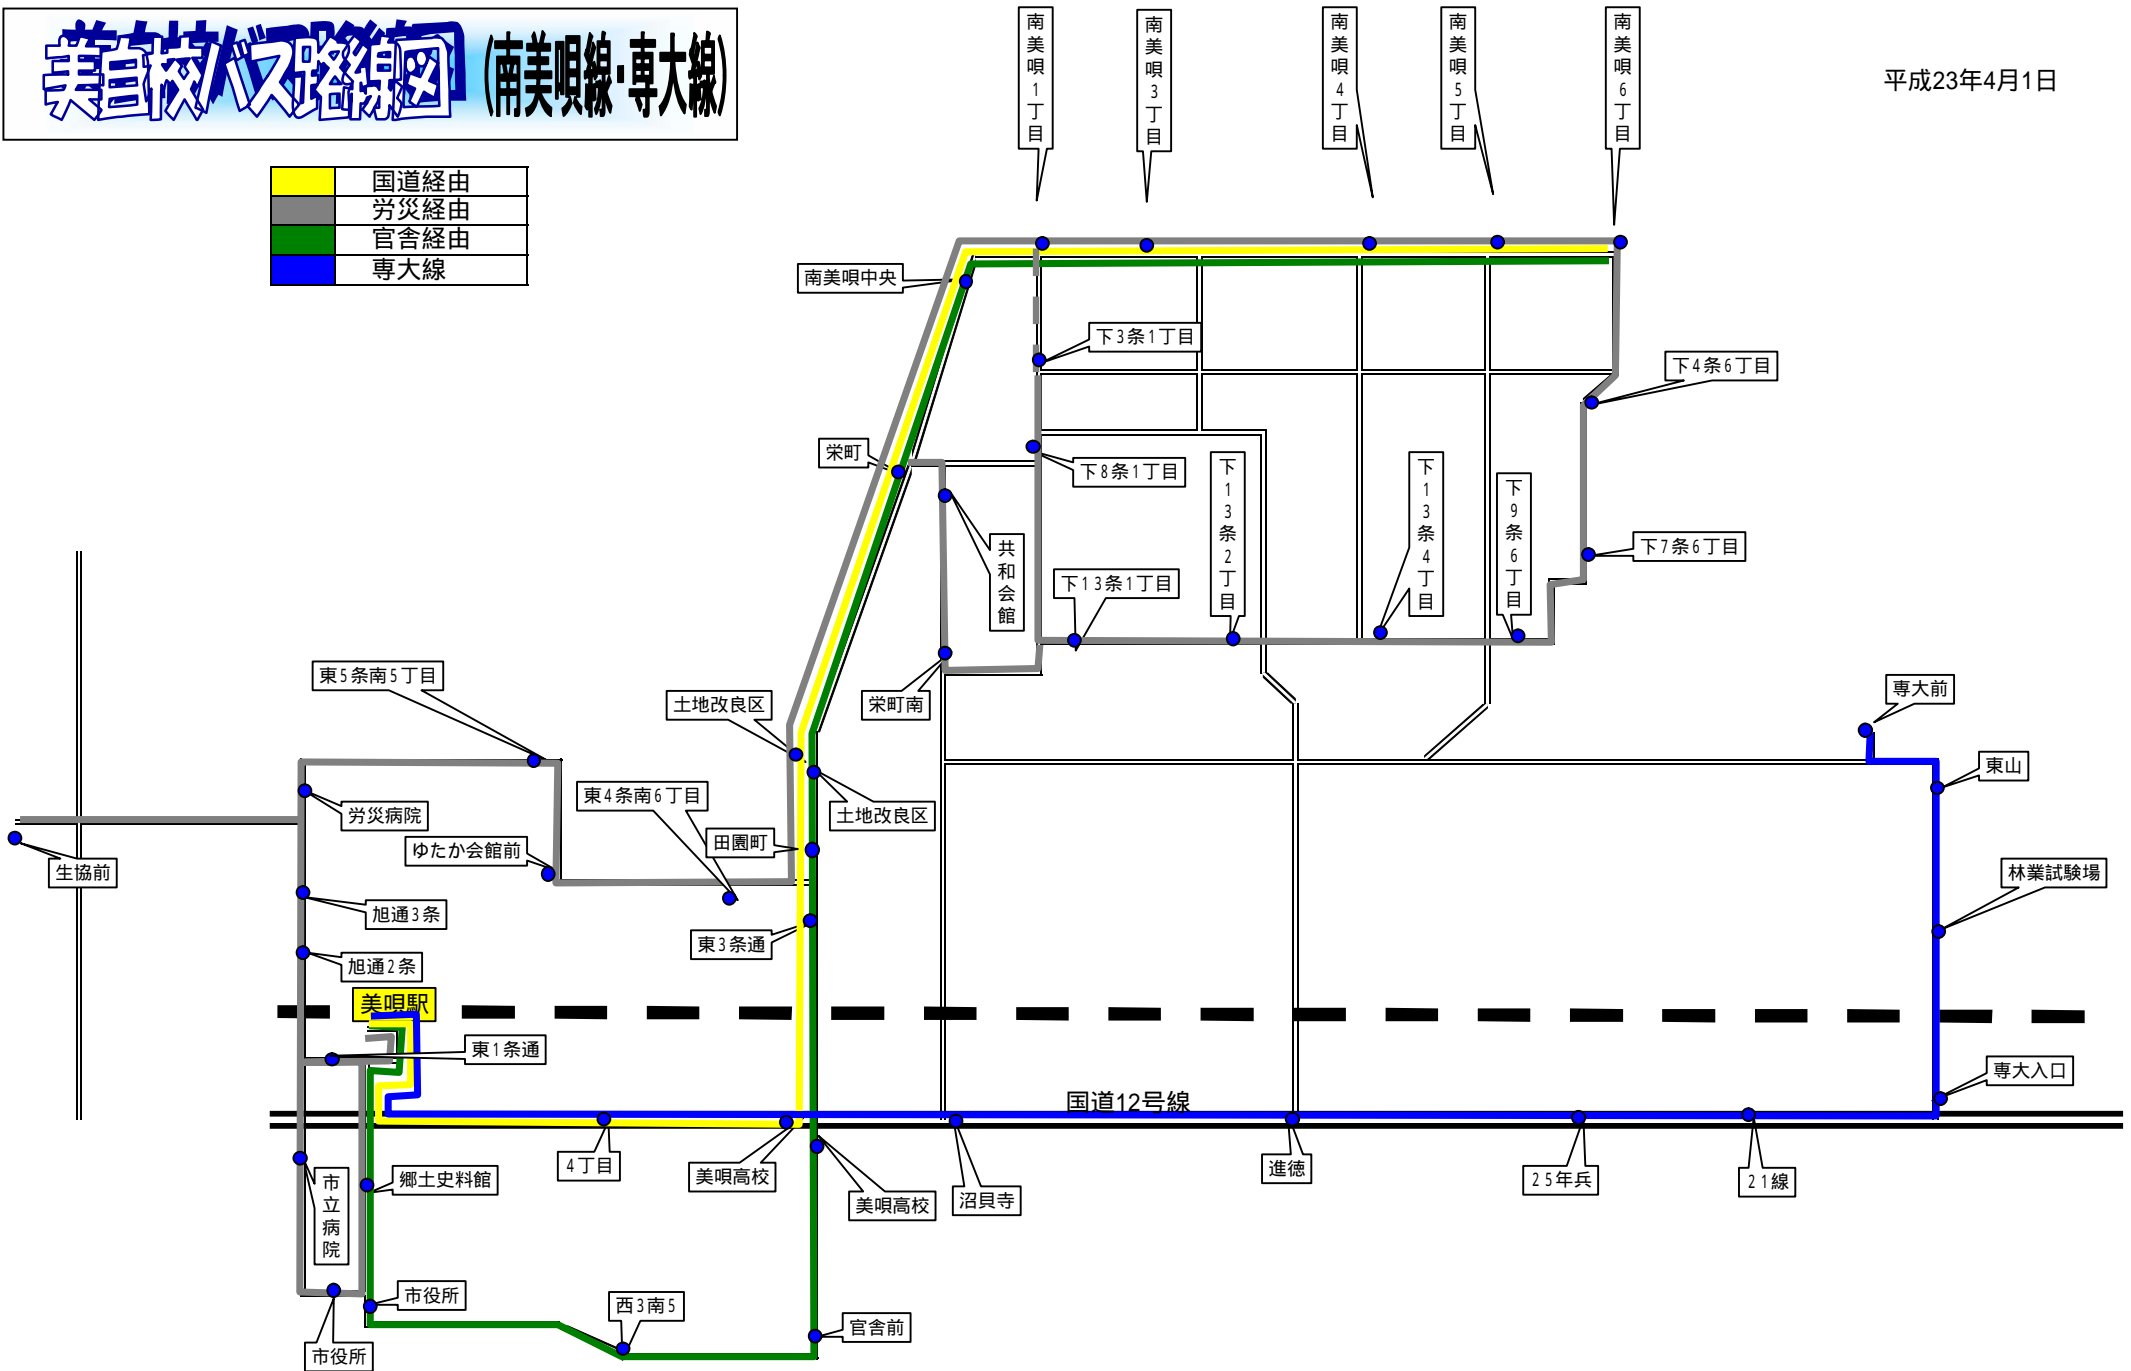 美自校バス路線図(南美唄線・専大線)
平成23年4月1日
国道経由
労災経由
官舎経由
専大線
南美唄1丁目
南美唄3丁目
南美唄4丁目
南美唄5丁目
南美唄6丁目
南美唄中央
下3条1丁目
下4条6丁目
栄町
下8条1丁目
下13条2丁目
下13条4丁目
下9条6丁目
共和会館
下7条6丁目
下13条1丁目
東5条南5丁目
土地改良区
栄町南
専大前
東山
東4条南6丁目
労災病院
土地改良区
田園町
ゆたか会館前
生協前
林業試験場
旭通3条
東3条通
旭通2条
美唄駅
東1条通
専大入口
国道12号線
4丁目
美唄高校
進徳
25年兵
21線
郷土史料館
市立病院
美唄高校
沼貝寺
市役所
西3南5
官舎前
市役所